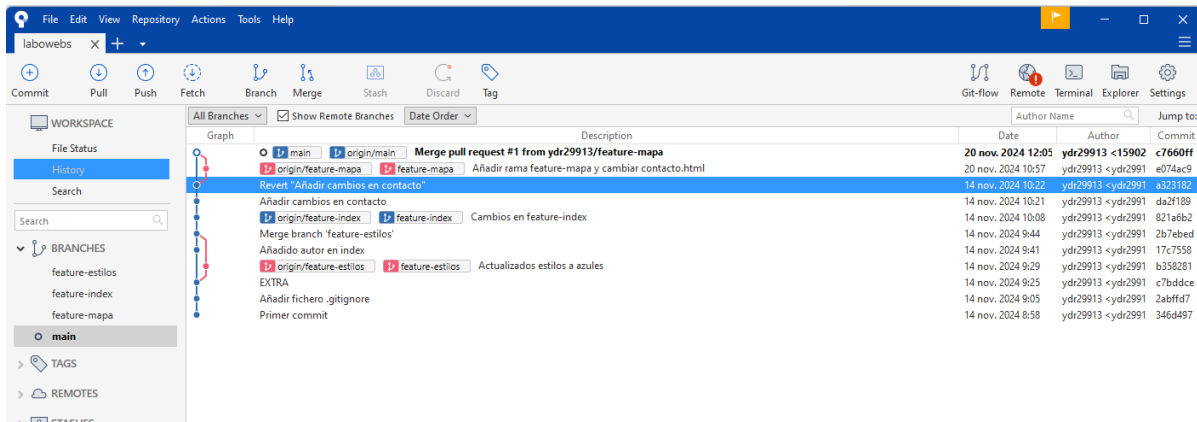 File Edit View Repository Actions Tools Help
labowebs
Commit Pull Push Fetch Branch Merge Stash Discard Tag Git-flow Remote Terminal Explorer Settings
WORKSPACE
File Status
History
Search
Search
BRANCHES
feature-estilos
feature-index
feature-mapa
main
TAGS
REMOTES
STASHES
All Branches Show Remote Branches Date Order Author Name Jump to:
Graph Description Date Author Commit
main origin/main Merge pull request #1 from ydr29913/feature-mapa 20 nov. 2024 12:05 ydr29913 <15902 c7660ff
origin/feature-mapa feature-mapa Añadir rama feature-mapa y cambiar contacto.html 20 nov. 2024 10:57 ydr29913 <ydr2991 e074ac9
Revert "Añadir cambios en contacto" 14 nov. 2024 10:22 ydr29913 <ydr2991 a323182
Añadir cambios en contacto 14 nov. 2024 10:21 ydr29913 <ydr2991 da2f189
origin/feature-index feature-index Cambios en feature-index 14 nov. 2024 10:08 ydr29913 <ydr2991 821a6b2
Merge branch 'feature-estilos' 14 nov. 2024 9:44 ydr29913 <ydr2991 2b7ebed
Añadido autor en index 14 nov. 2024 9:41 ydr29913 <ydr2991 17c7558
origin/feature-estilos feature-estilos Actualizados estilos a azules 14 nov. 2024 9:29 ydr29913 <ydr2991 b358281
EXTRA 14 nov. 2024 9:25 ydr29913 <ydr2991 c7bddce
Añadir fichero .gitignore 14 nov. 2024 9:05 ydr29913 <ydr2991 2abffd7
Primer commit 14 nov. 2024 8:58 ydr29913 <ydr2991 346d497